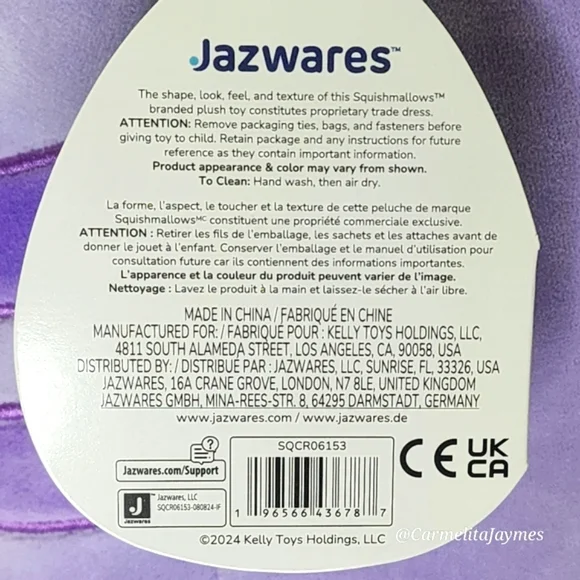 Jazwares™
The shape, look, feel, and texture of this Squishmallows™
branded plush toy constitutes proprietary trade dress.
ATTENTION: Remove packaging ties, bags, and fasteners before
giving toy to child. Retain package and any instructions for future
reference as they contain important information.
Product appearance & color may vary from shown.
To Clean: Hand wash, then air dry.
La forme, l'aspect, le toucher et la texture de cette peluche de marque
Squishmallowsᴹᶜ constituent une propriété commerciale exclusive.
ATTENTION : Retirer les fils de l'emballage, les sachets et les attaches avant de
donner le jouet à l'enfant. Conserver l'emballage et le manuel d'utilisation pour
consultation future car ils contiennent des informations importantes.
L'apparence et la couleur du produit peuvent varier de l'image.
Nettoyage : Lavez le produit à la main et laissez-le sécher à l'air libre.
MADE IN CHINA / FABRIQUÉ EN CHINE
MANUFACTURED FOR: / FABRIQUÉ POUR : KELLY TOYS HOLDINGS, LLC,
4811 SOUTH ALAMEDA STREET, LOS ANGELES, CA, 90058, USA
DISTRIBUTED BY: / DISTRIBUÉ PAR : JAZWARES, LLC, SUNRISE, FL, 33326, USA
JAZWARES, 16A CRANE GROVE, LONDON, N7 8LE, UNITED KINGDOM
JAZWARES GMBH, MINA-REES-STR. 8, 64295 DARMSTADT, GERMANY
www.jazwares.com / www.jazwares.de
Jazwares.com/Support
SQCR06153
CE UK
CA
J
Jazwares
Jazwares, LLC
SQCR06153-080824-IF
1 96566 43678 7
©2024 Kelly Toys Holdings, LLC
@CarmelitaJaymes